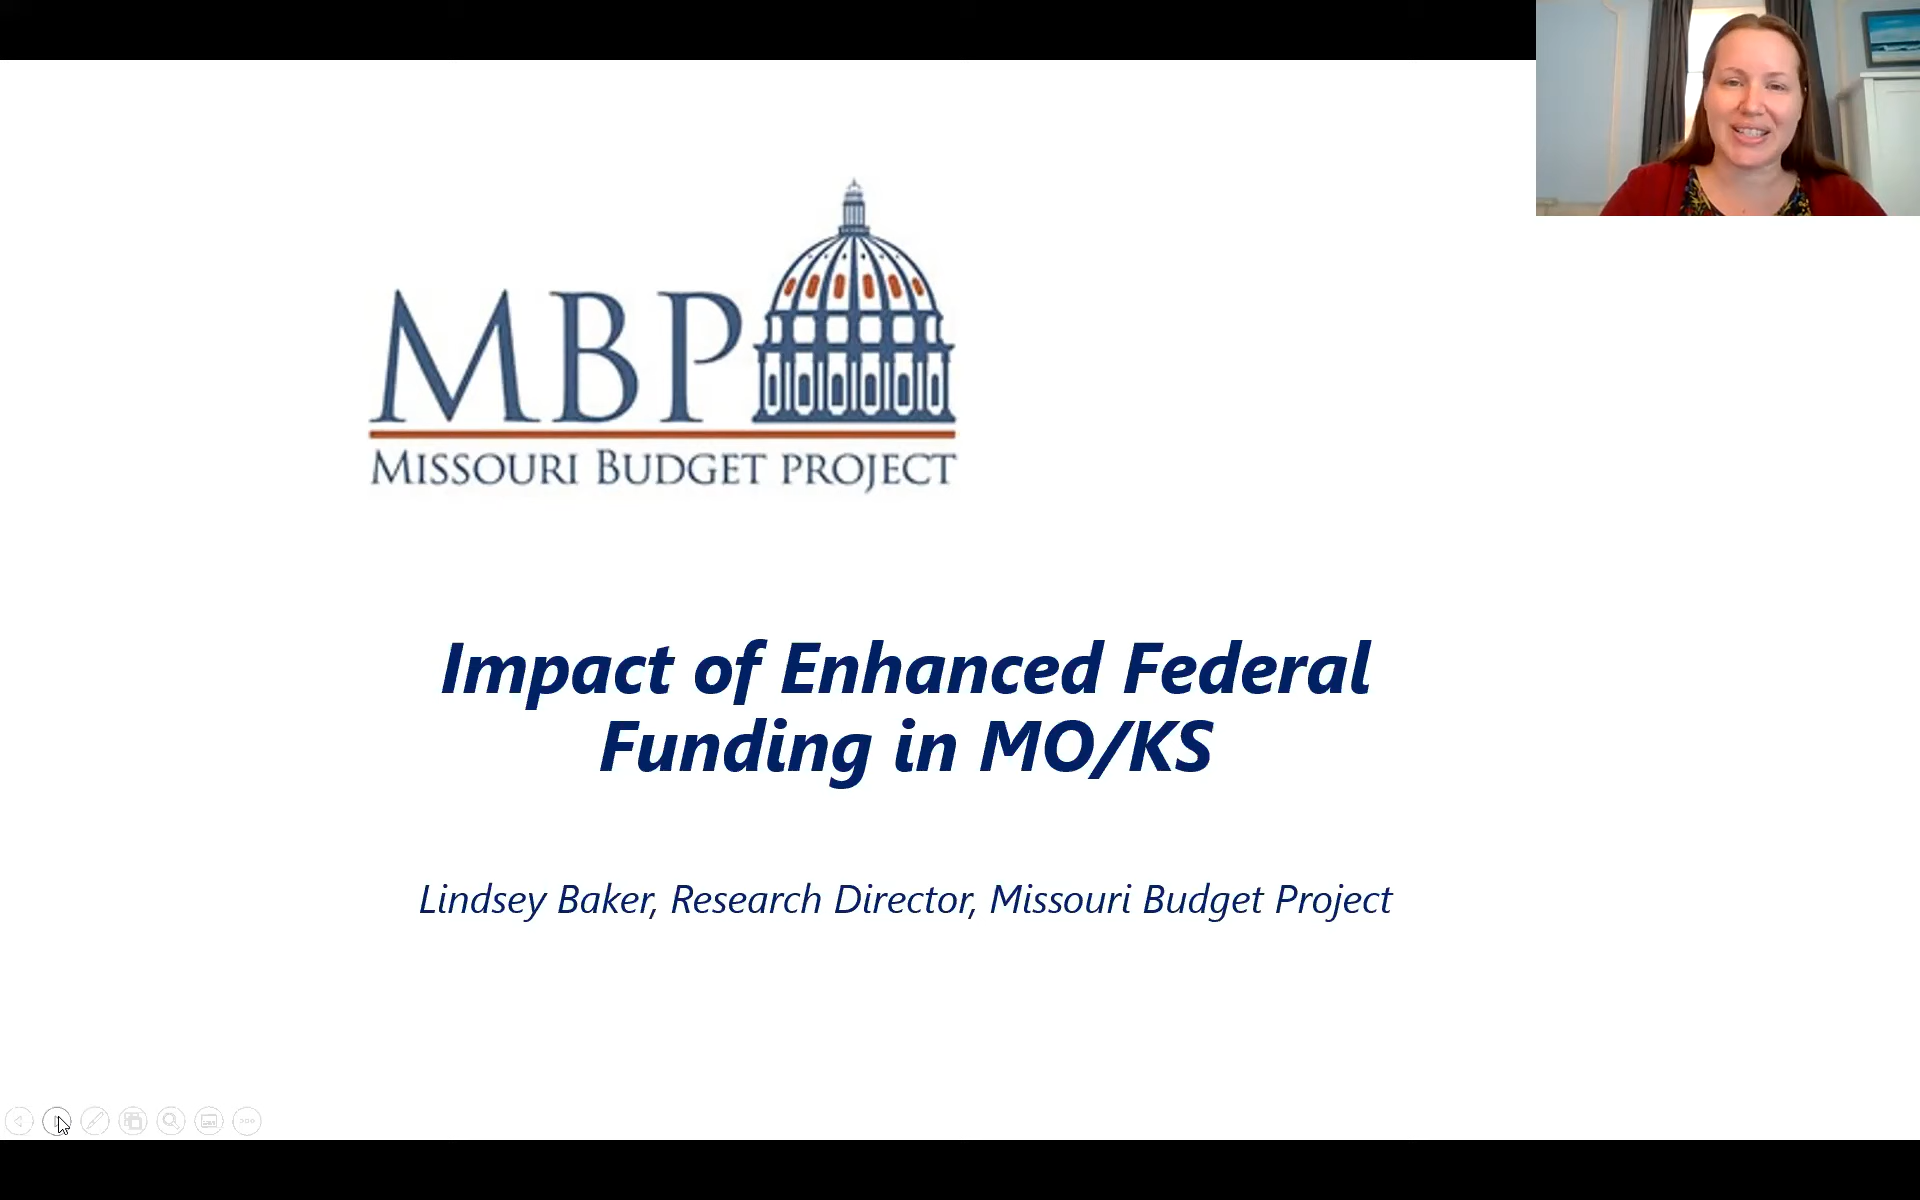 MBP
MISSOURI BUDGET PROJECT
Impact of Enhanced Federal
Funding in MO/KS
Lindsey Baker, Research Director, Missouri Budget Project